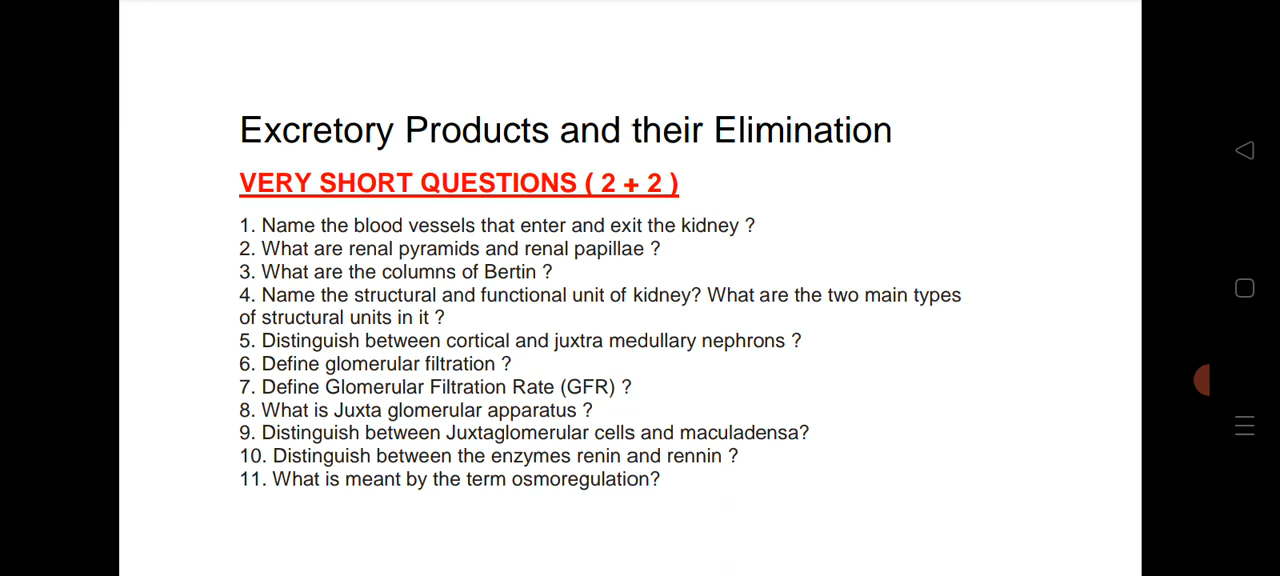 Excretory Products and their Elimination
VERY SHORT QUESTIONS ( 2 + 2 )
1. Name the blood vessels that enter and exit the kidney ?
2. What are renal pyramids and renal papillae ?
3. What are the columns of Bertin ?
4. Name the structural and functional unit of kidney? What are the two main types
of structural units in it ?
5. Distinguish between cortical and juxtra medullary nephrons ?
6. Define glomerular filtration ?
7. Define Glomerular Filtration Rate (GFR) ?
8. What is Juxta glomerular apparatus ?
9. Distinguish between Juxtaglomerular cells and maculadensa?
10. Distinguish between the enzymes renin and rennin ?
11. What is meant by the term osmoregulation?